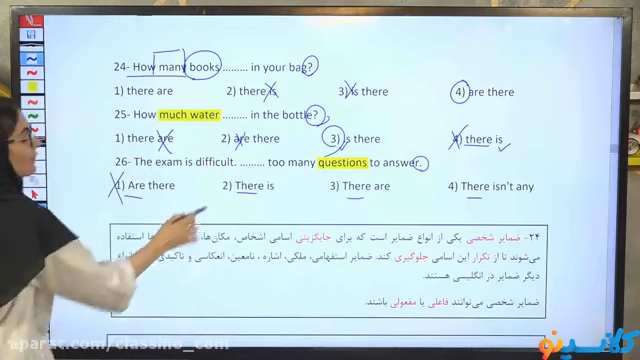 24- How many books ......... in your bag?
1) there are 2) there is 3) is there 4) are there
25- How much water ......... in the bottle?
1) there are 2) are there 3) is there 4) there is
26- The exam is difficult. ......... too many questions to answer.
1) Are there 2) There is 3) There are 4) There isn't any
۲۴- ضمایر شخصی یکی از انواع ضمایر است که برای جایگزینی اسامی اشخاص، مکان‌ها، استفاده
می‌شوند تا از تکرار این اسامی جلوگیری کند. ضمایر استفهامی، ملکی، اشاره ، نامعین، انعکاسی و تاکیدی انواع
دیگر ضمایر در انگلیسی هستند.
ضمایر شخصی می‌توانند فاعلی یا مفعولی باشند.
aparat.com/classino_com
کلاسینو